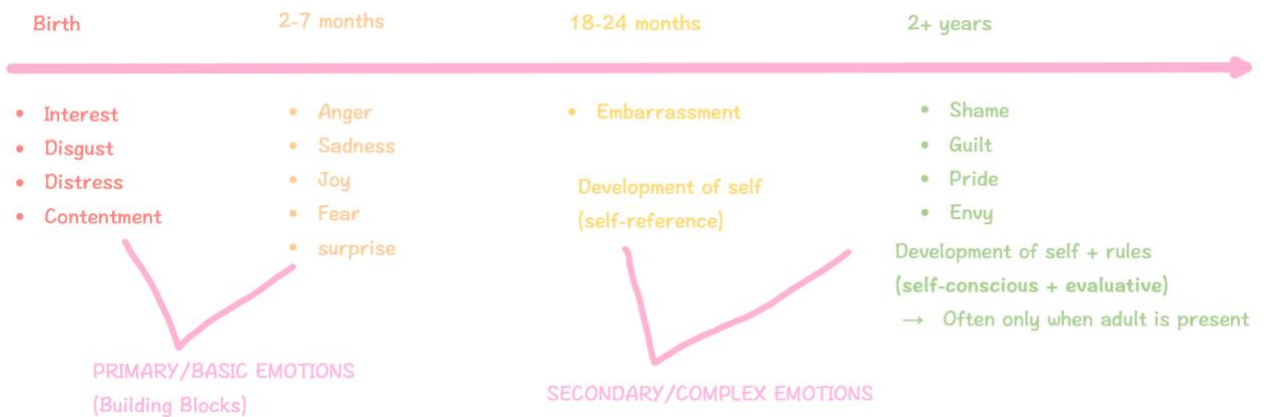 Birth
2-7 months
18-24 months
2+ years
• Interest
• Disgust
• Distress
• Contentment
• Anger
• Sadness
• Joy
• Fear
• surprise
• Embarrassment
Development of self
(self-reference)
• Shame
• Guilt
• Pride
• Envy
Development of self + rules
(self-conscious + evaluative)
→ Often only when adult is present
PRIMARY/BASIC EMOTIONS
(Building Blocks)
SECONDARY/COMPLEX EMOTIONS